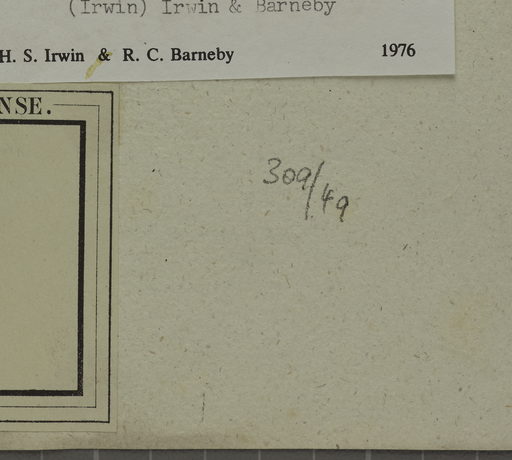 (Irwin) Irwin & Barneby
H. S. Irwin & R. C. Barneby 1976
NSE.
309/49